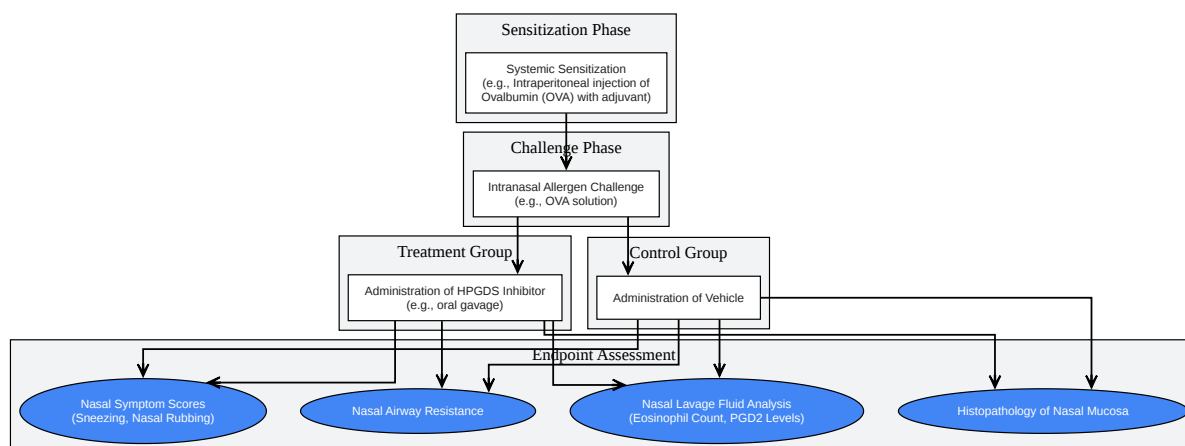 Sensitization Phase
Systemic Sensitization
(e.g., Intraperitoneal injection of
Ovalbumin (OVA) with adjuvant)
Challenge Phase
Intranasal Allergen Challenge
(e.g., OVA solution)
Treatment Group
Administration of HPGDS Inhibitor
(e.g., oral gavage)
Control Group
Administration of Vehicle
Endpoint Assessment
Nasal Symptom Scores
(Sneezing, Nasal Rubbing)
Nasal Airway Resistance
Nasal Lavage Fluid Analysis
(Eosinophil Count, PGD2 Levels)
Histopathology of Nasal Mucosa